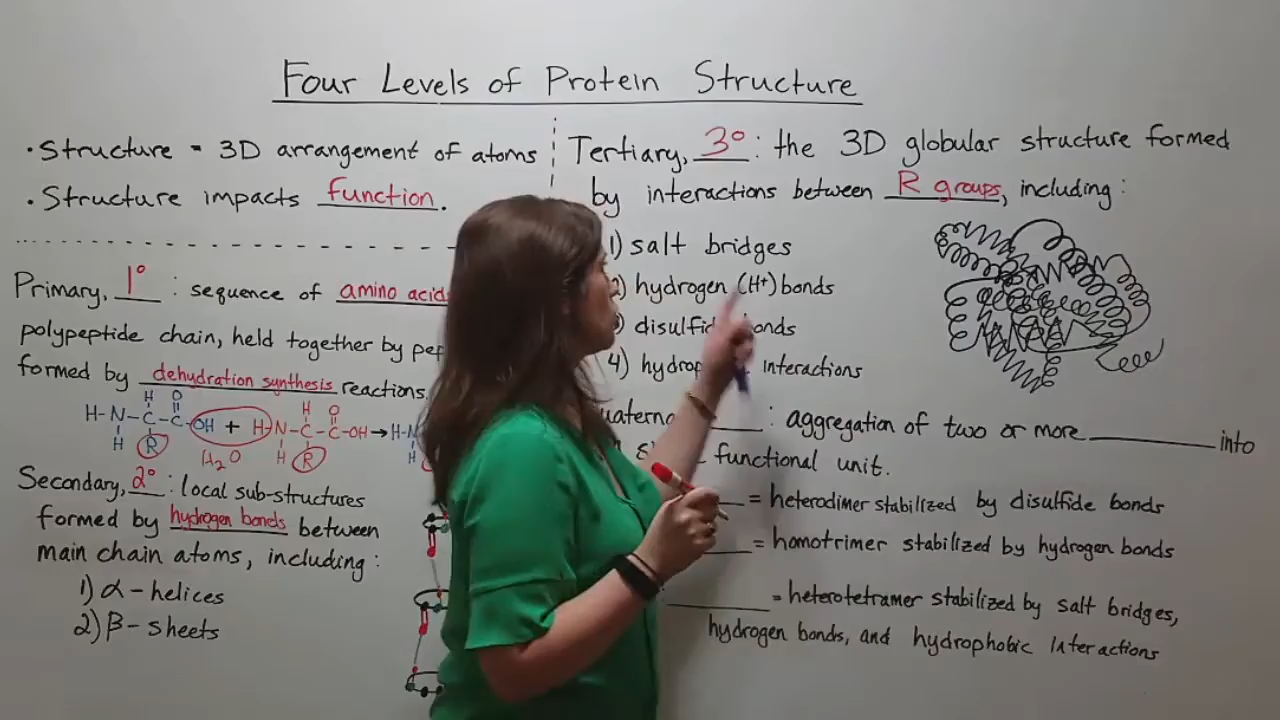 Four Levels of Protein Structure
• Structure = 3D arrangement of atoms
• Structure impacts function.
Primary, 1°: sequence of amino acids
polypeptide chain, held together by pep
formed by dehydration synthesis reactions.
H-N-C-C-OH + H-N-C-C-OH → H-N
H H O H H O H
R R
H₂O
Secondary, 2°: local sub-structures
formed by hydrogen bonds between
main chain atoms, including:
1) α-helices
2) β-sheets
Tertiary, 3°: the 3D globular structure formed
by interactions between R groups, including:
1) salt bridges
2) hydrogen (H⁺) bonds
disulfide bonds
4) interactions
: aggregation of two or more ______ into
functional unit.
= heterodimer stabilized by disulfide bonds
= homotrimer stabilized by hydrogen bonds
= heterotetramer stabilized by salt bridges,
hydrogen bonds, and hydrophobic interactions